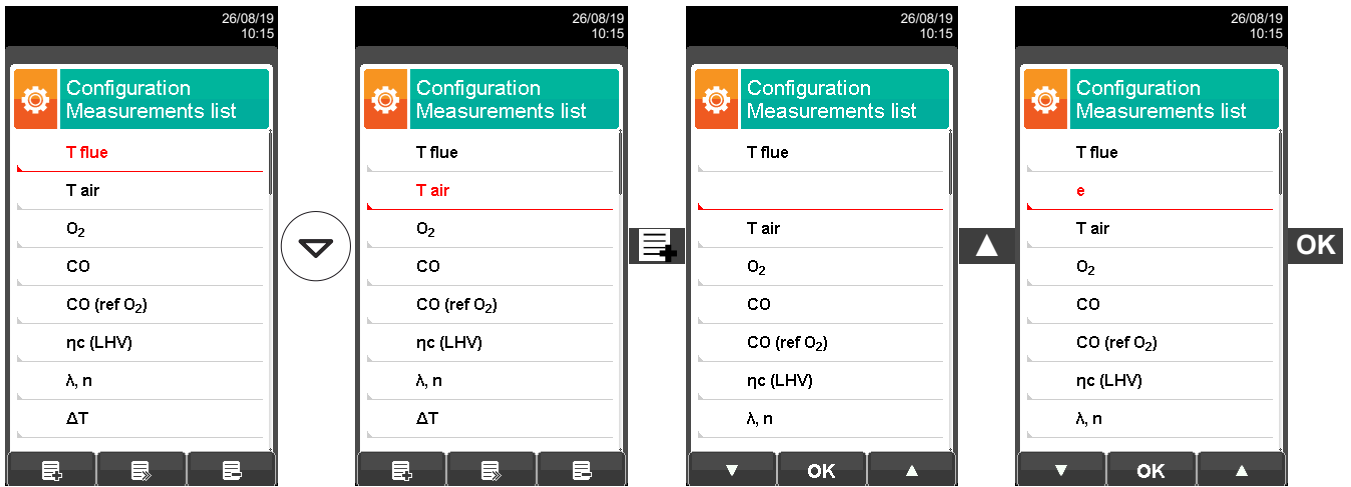 26/08/19
10:15
Configuration
Measurements list
T flue
T air
O₂
CO
CO (ref O₂)
ηc (LHV)
λ, n
ΔT
26/08/19
10:15
Configuration
Measurements list
T flue
T air
O₂
CO
CO (ref O₂)
ηc (LHV)
λ, n
ΔT
26/08/19
10:15
Configuration
Measurements list
T flue
T air
O₂
CO
CO (ref O₂)
ηc (LHV)
λ, n
OK
26/08/19
10:15
Configuration
Measurements list
T flue
e
T air
O₂
CO
CO (ref O₂)
ηc (LHV)
λ, n
OK
OK